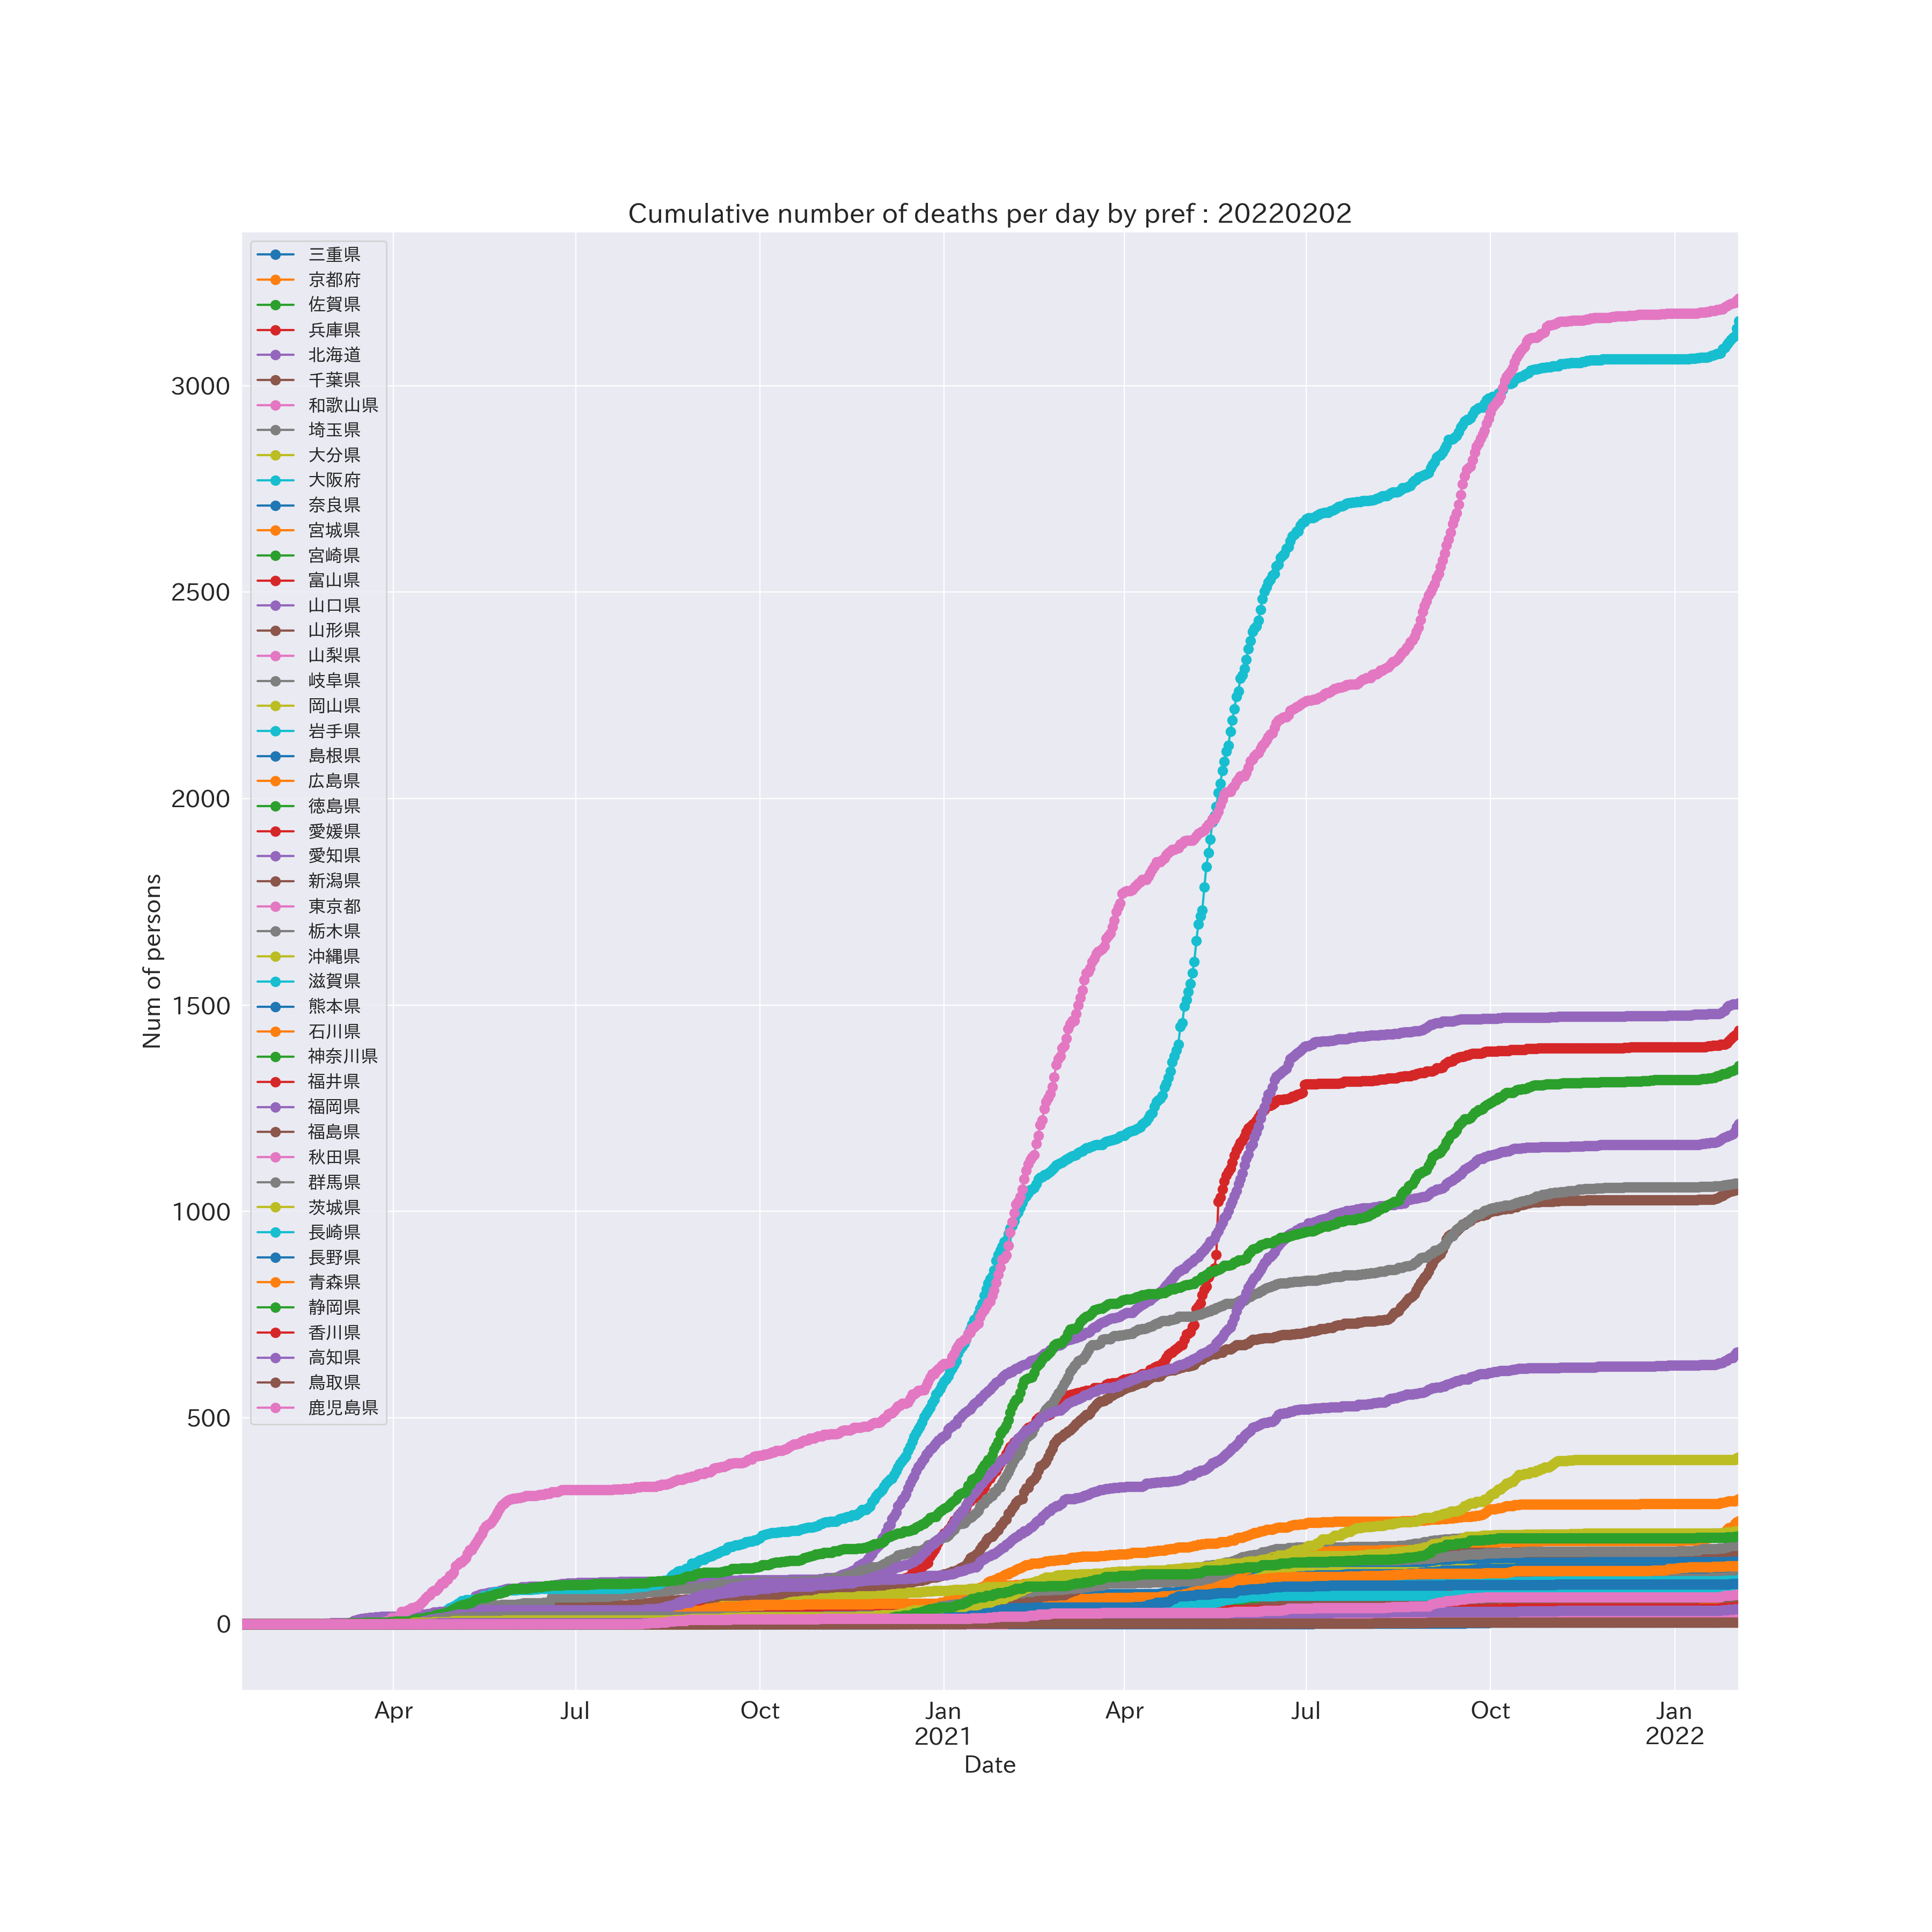 Cumulative number of deaths per day by pref : 20220202
三重県
京都府
佐賀県
兵庫県
北海道
千葉県
和歌山県
埼玉県
大分県
大阪府
奈良県
宮城県
宮崎県
富山県
山口県
山形県
山梨県
岐阜県
岡山県
岩手県
島根県
広島県
徳島県
愛媛県
愛知県
新潟県
東京都
栃木県
沖縄県
滋賀県
熊本県
石川県
神奈川県
福井県
福岡県
福島県
秋田県
群馬県
茨城県
長崎県
長野県
青森県
静岡県
香川県
高知県
鳥取県
鹿児島県
Num of persons
3000
2500
2000
1500
1000
500
0
Apr Jul Oct Jan Apr Jul Oct Jan
2021 2022
Date